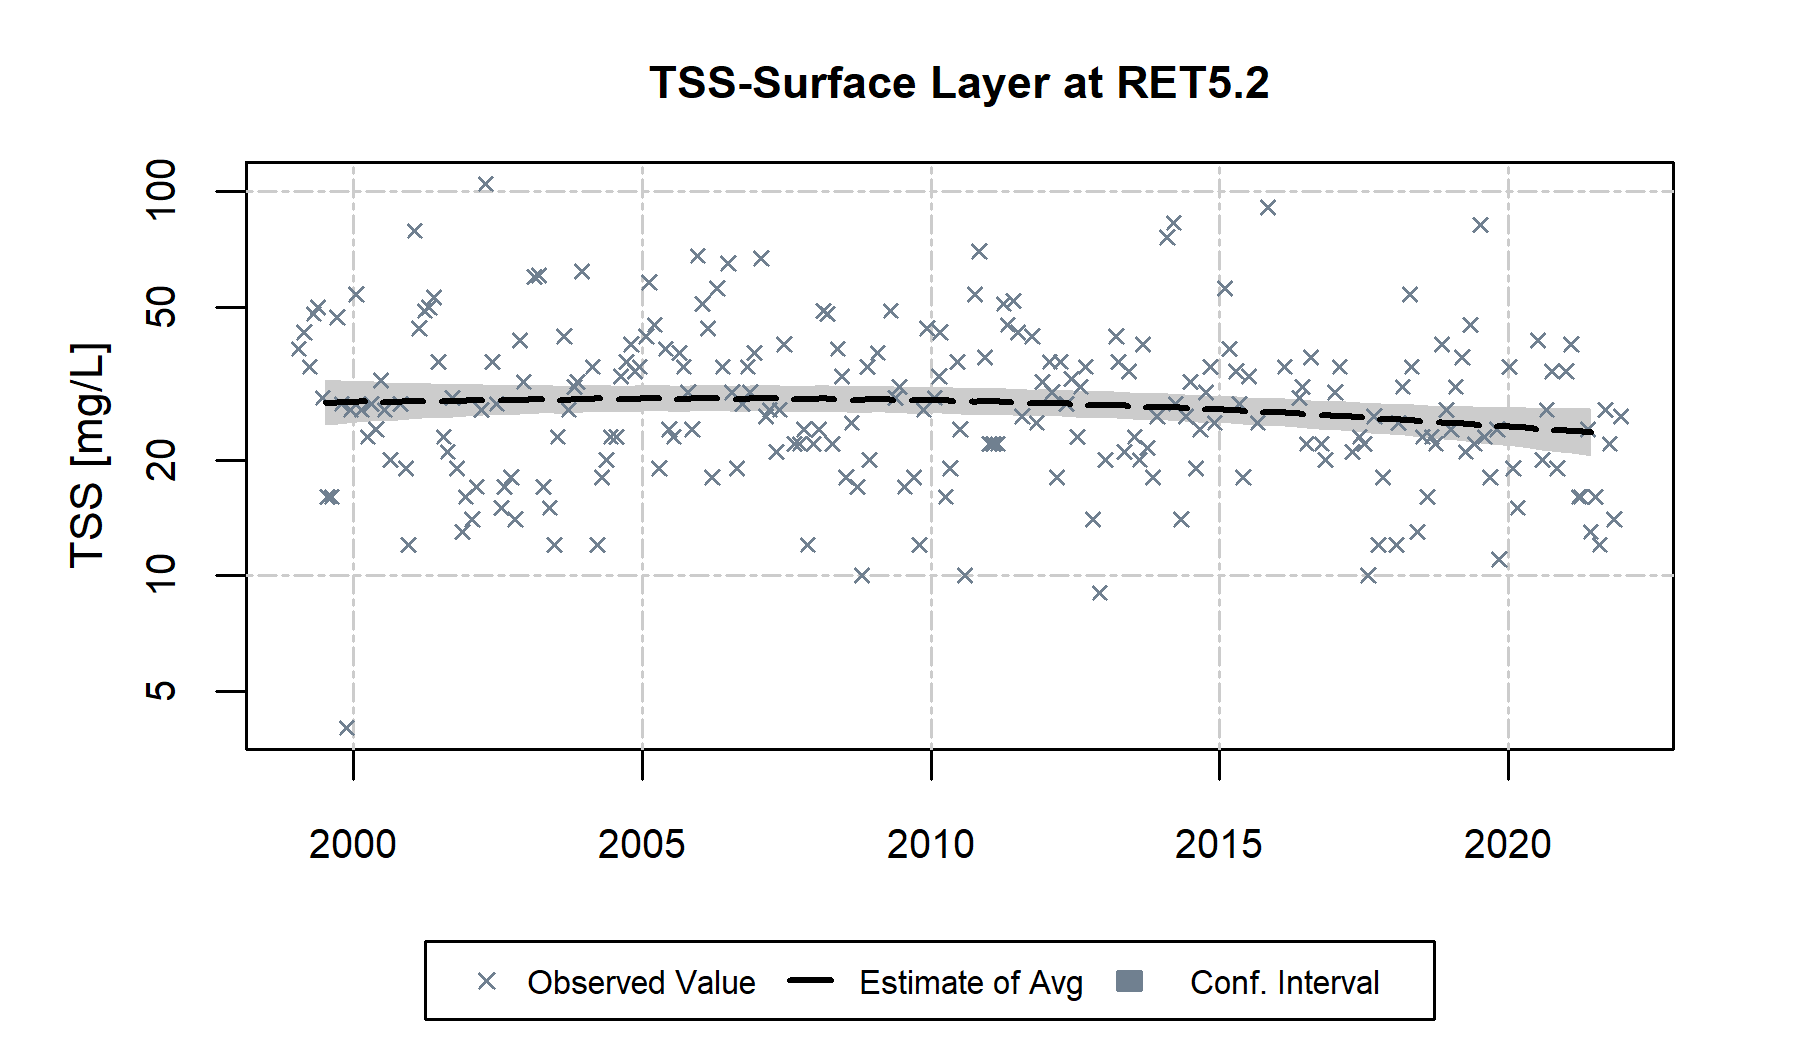 TSS-Surface Layer at RET5.2
TSS [mg/L]
100
50
20
10
5
2000 2005 2010 2015 2020
Observed Value Estimate of Avg Conf. Interval